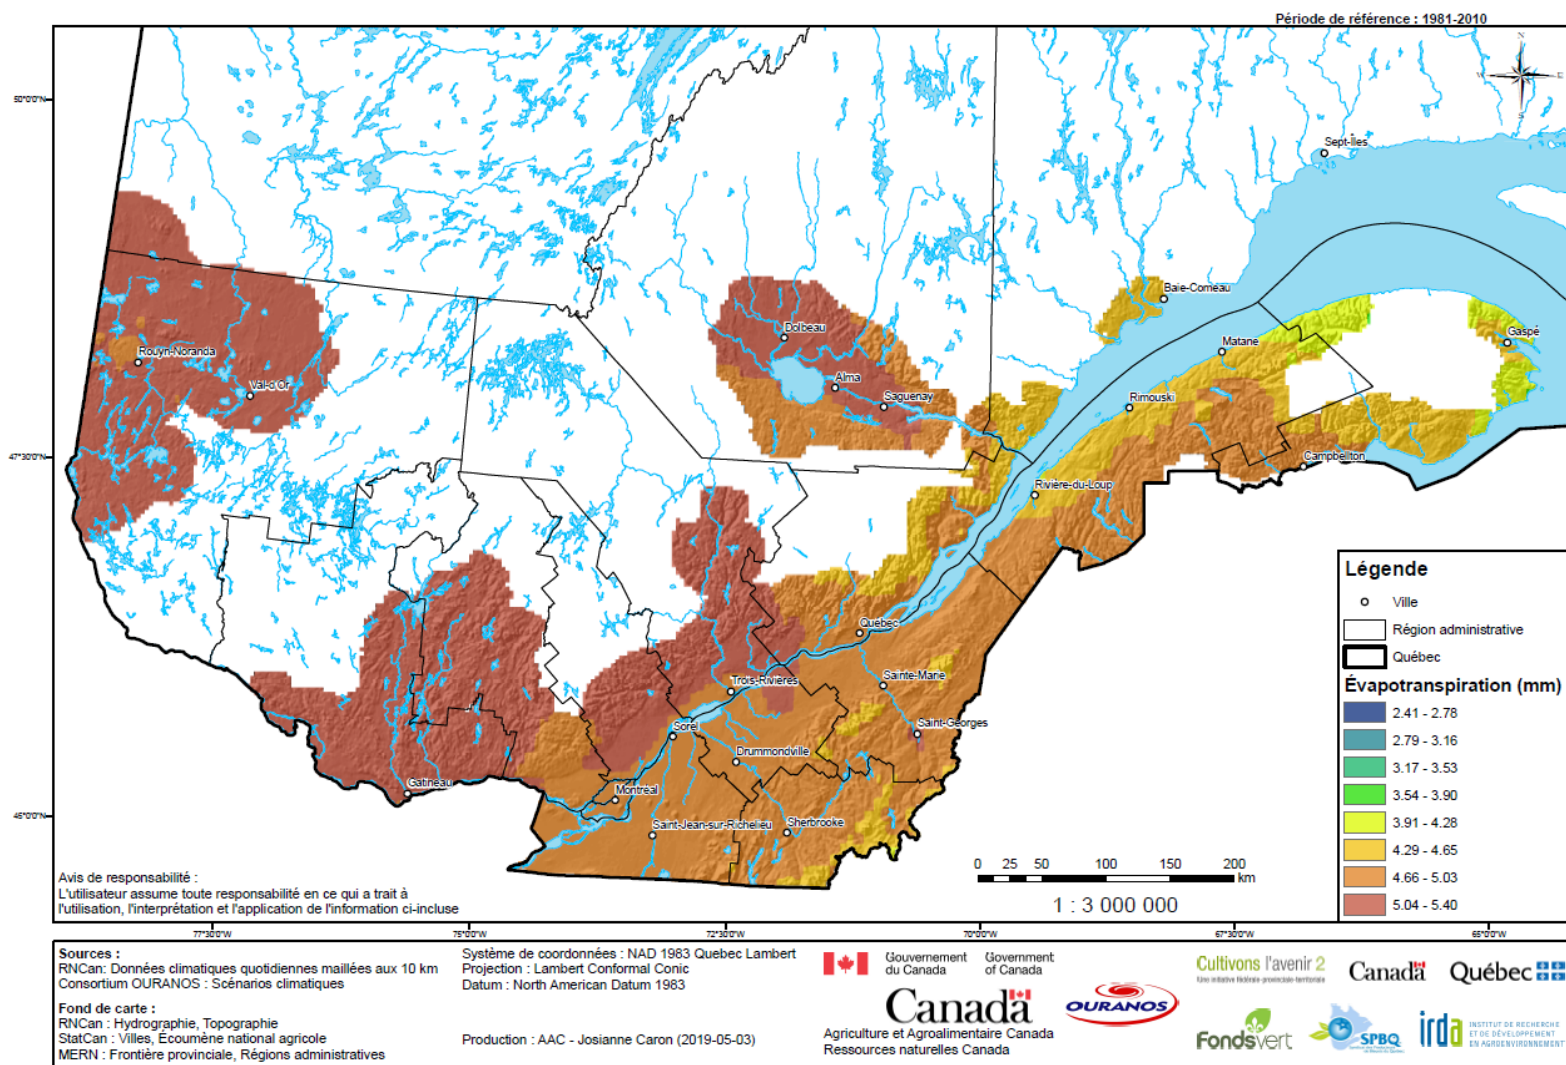 Période de référence : 1981-2010
N
W
E
S
50°0'0"N
47°30'0"N
45°0'0"N
Sept-Îles
Baie-Comeau
Gaspé
Matane
Dolbeau
Rouyn-Noranda
Val-d'Or
Alma
Saguenay
Rimouski
Campbellton
Rivière-du-Loup
Québec
Sainte-Marie
Trois-Rivières
Saint-Georges
Sorel
Drummondville
Gatineau
Montréal
Saint-Jean-sur-Richelieu
Sherbrooke
Légende
Ville
Région administrative
Québec
Évapotranspiration (mm)
2.41 - 2.78
2.79 - 3.16
3.17 - 3.53
3.54 - 3.90
3.91 - 4.28
4.29 - 4.65
4.66 - 5.03
5.04 - 5.40
0 25 50 100 150 200
km
1 : 3 000 000
Avis de responsabilité :
L'utilisateur assume toute responsabilité en ce qui a trait à
l'utilisation, l'interprétation et l'application de l'information ci-incluse
77°30'0"W 75°0'0"W 72°30'0"W 70°0'0"W 67°30'0"W 65°0'0"W
Sources :
RNCan: Données climatiques quotidiennes maillées aux 10 km
Consortium OURANOS : Scénarios climatiques
Fond de carte :
RNCan : Hydrographie, Topographie
StatCan : Villes, Écoumène national agricole
MERN : Frontière provinciale, Régions administratives
Système de coordonnées : NAD 1983 Quebec Lambert
Projection : Lambert Conformal Conic
Datum : North American Datum 1983
Production : AAC - Josianne Caron (2019-05-03)
Gouvernement du Canada
Government of Canada
Canada
Agriculture et Agroalimentaire Canada
Ressources naturelles Canada
OURANOS
Cultivons l'avenir 2
Une initiative fédérale-provinciale-territoriale
Canada
Québec
Fondsvert
SPBQ
irda
INSTITUT DE RECHERCHE
ET DE DÉVELOPPEMENT
EN AGROENVIRONNEMENT